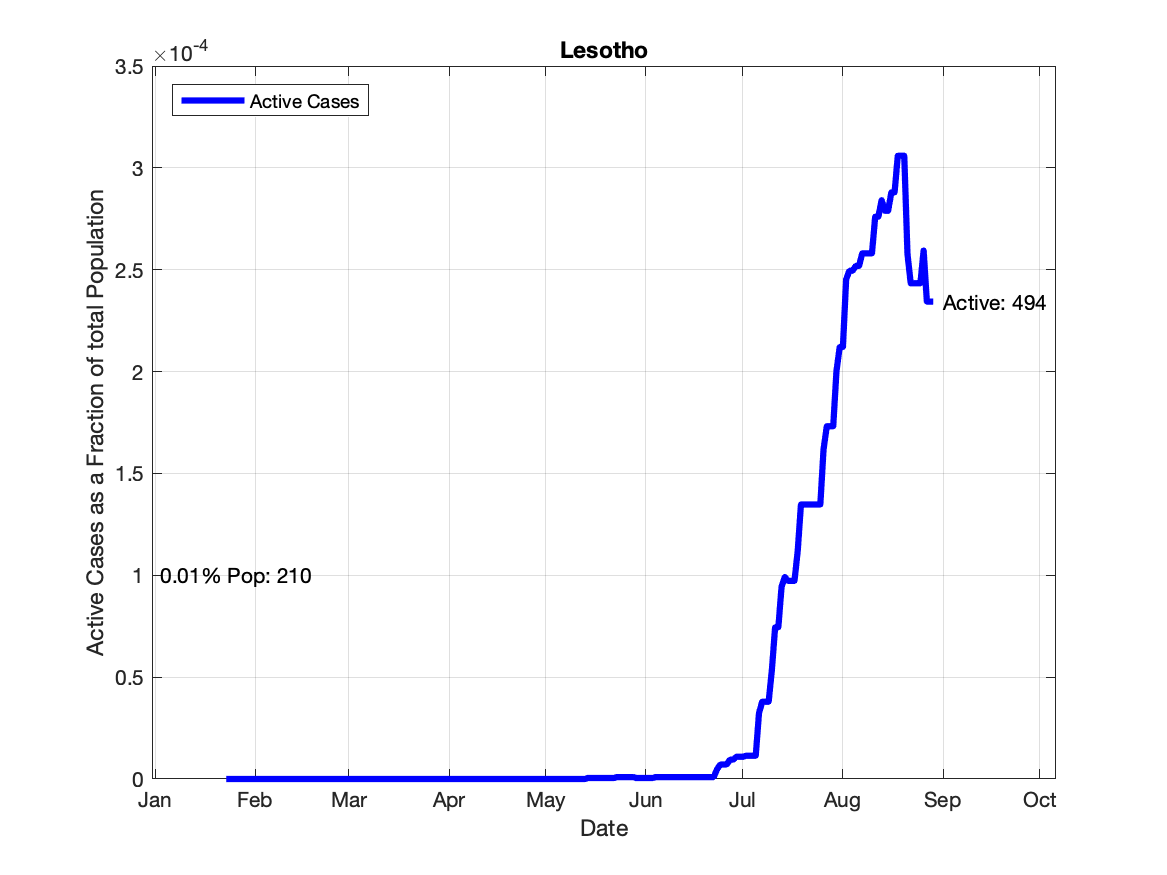 Lesotho
×10-4
3.5
3
2.5
2
1.5
1
0.5
0
Active Cases as a Fraction of total Population
Active Cases
Active: 494
0.01% Pop: 210
Jan Feb Mar Apr May Jun Jul Aug Sep Oct
Date